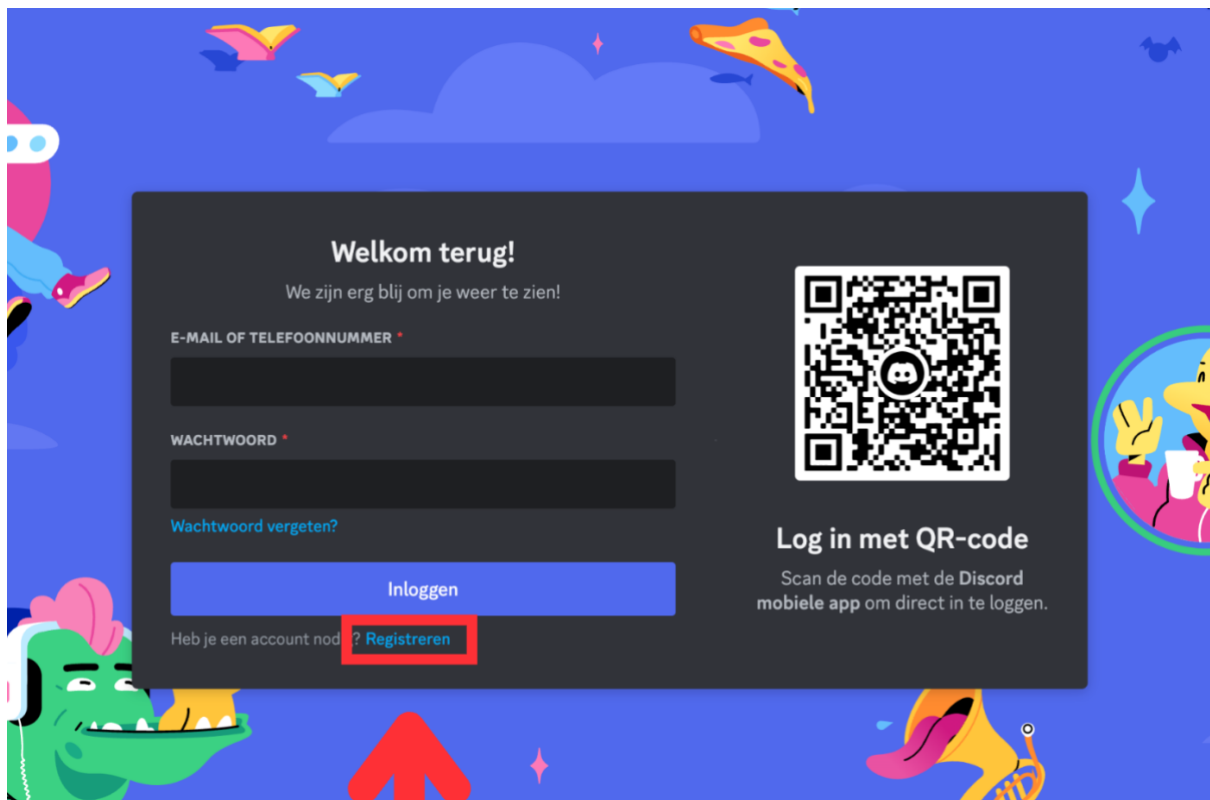 Welkom terug!
We zijn erg blij om je weer te zien!
E-MAIL OF TELEFOONNUMMER *
WACHTWOORD *
Wachtwoord vergeten?
Inloggen
Heb je een account nod ? Registreren
Log in met QR-code
Scan de code met de Discord
mobiele app om direct in te loggen.